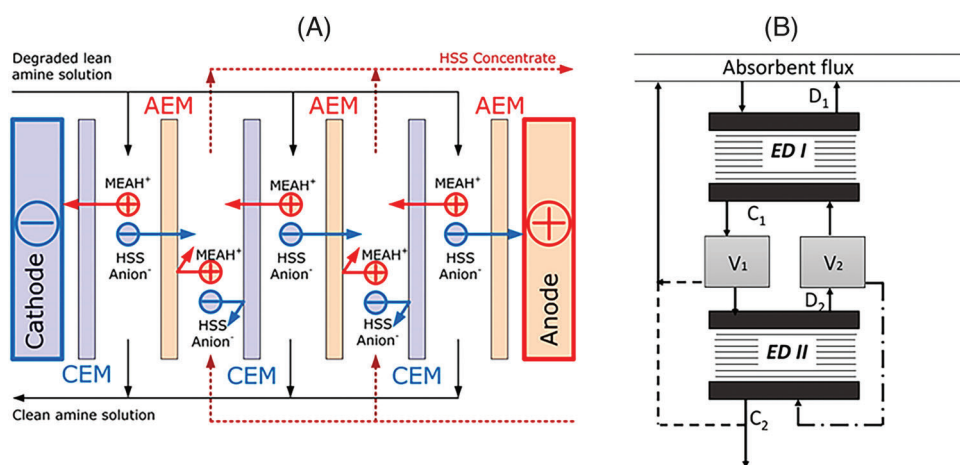 (A)
Degraded lean
amine solution
HSS Concentrate
AEM
AEM
AEM
MEAH⁺
MEAH⁺
MEAH⁺
HSS
Anion⁻
HSS
Anion⁻
HSS
Anion⁻
MEAH⁺
MEAH⁺
HSS
Anion⁻
HSS
Anion⁻
Cathode
Anode
CEM
CEM
CEM
Clean amine solution
(B)
Absorbent flux
D₁
ED I
C₁
V₁
V₂
D₂
ED II
C₂